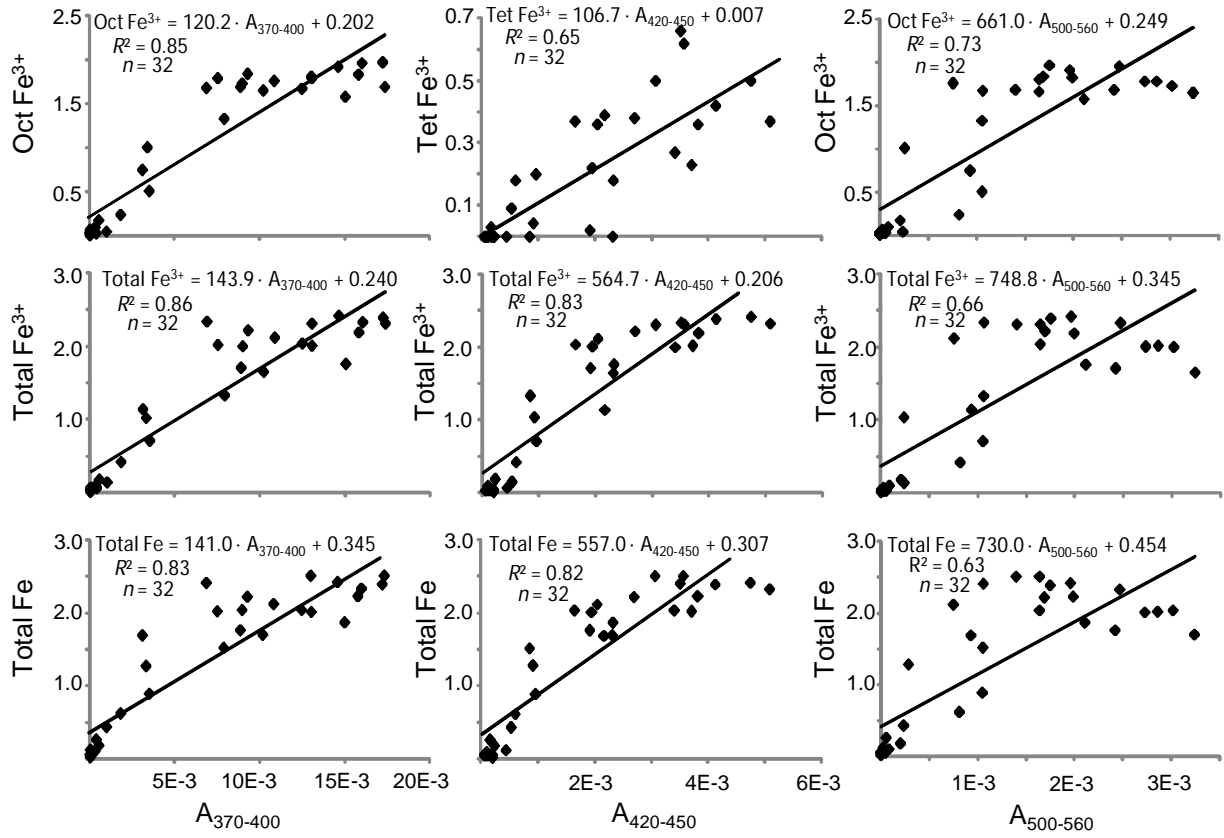 Oct Fe³⁺ = 120.2 · A₃₇₀₋₄₀₀ + 0.202
R² = 0.85
n = 32
2.5
1.5
0.5
Oct Fe³⁺
Tet Fe³⁺ = 106.7 · A₄₂₀₋₄₅₀ + 0.007
R² = 0.65
n = 32
0.7
0.5
0.3
0.1
Tet Fe³⁺
Oct Fe³⁺ = 661.0 · A₅₀₀₋₅₆₀ + 0.249
R² = 0.73
n = 32
2.5
1.5
0.5
Oct Fe³⁺
Total Fe³⁺ = 143.9 · A₃₇₀₋₄₀₀ + 0.240
R² = 0.86
n = 32
3.0
2.0
1.0
Total Fe³⁺
Total Fe³⁺ = 564.7 · A₄₂₀₋₄₅₀ + 0.206
R² = 0.83
n = 32
3.0
2.0
1.0
Total Fe³⁺
Total Fe³⁺ = 748.8 · A₅₀₀₋₅₆₀ + 0.345
R² = 0.66
n = 32
3.0
2.0
1.0
Total Fe³⁺
Total Fe = 141.0 · A₃₇₀₋₄₀₀ + 0.345
R² = 0.83
n = 32
3.0
2.0
1.0
Total Fe
5E-3 10E-3 15E-3 20E-3
A₃₇₀₋₄₀₀
Total Fe = 557.0 · A₄₂₀₋₄₅₀ + 0.307
R² = 0.82
n = 32
3.0
2.0
1.0
Total Fe
2E-3 4E-3 6E-3
A₄₂₀₋₄₅₀
Total Fe = 730.0 · A₅₀₀₋₅₆₀ + 0.454
R² = 0.63
n = 32
3.0
2.0
1.0
Total Fe
1E-3 2E-3 3E-3
A₅₀₀₋₅₆₀